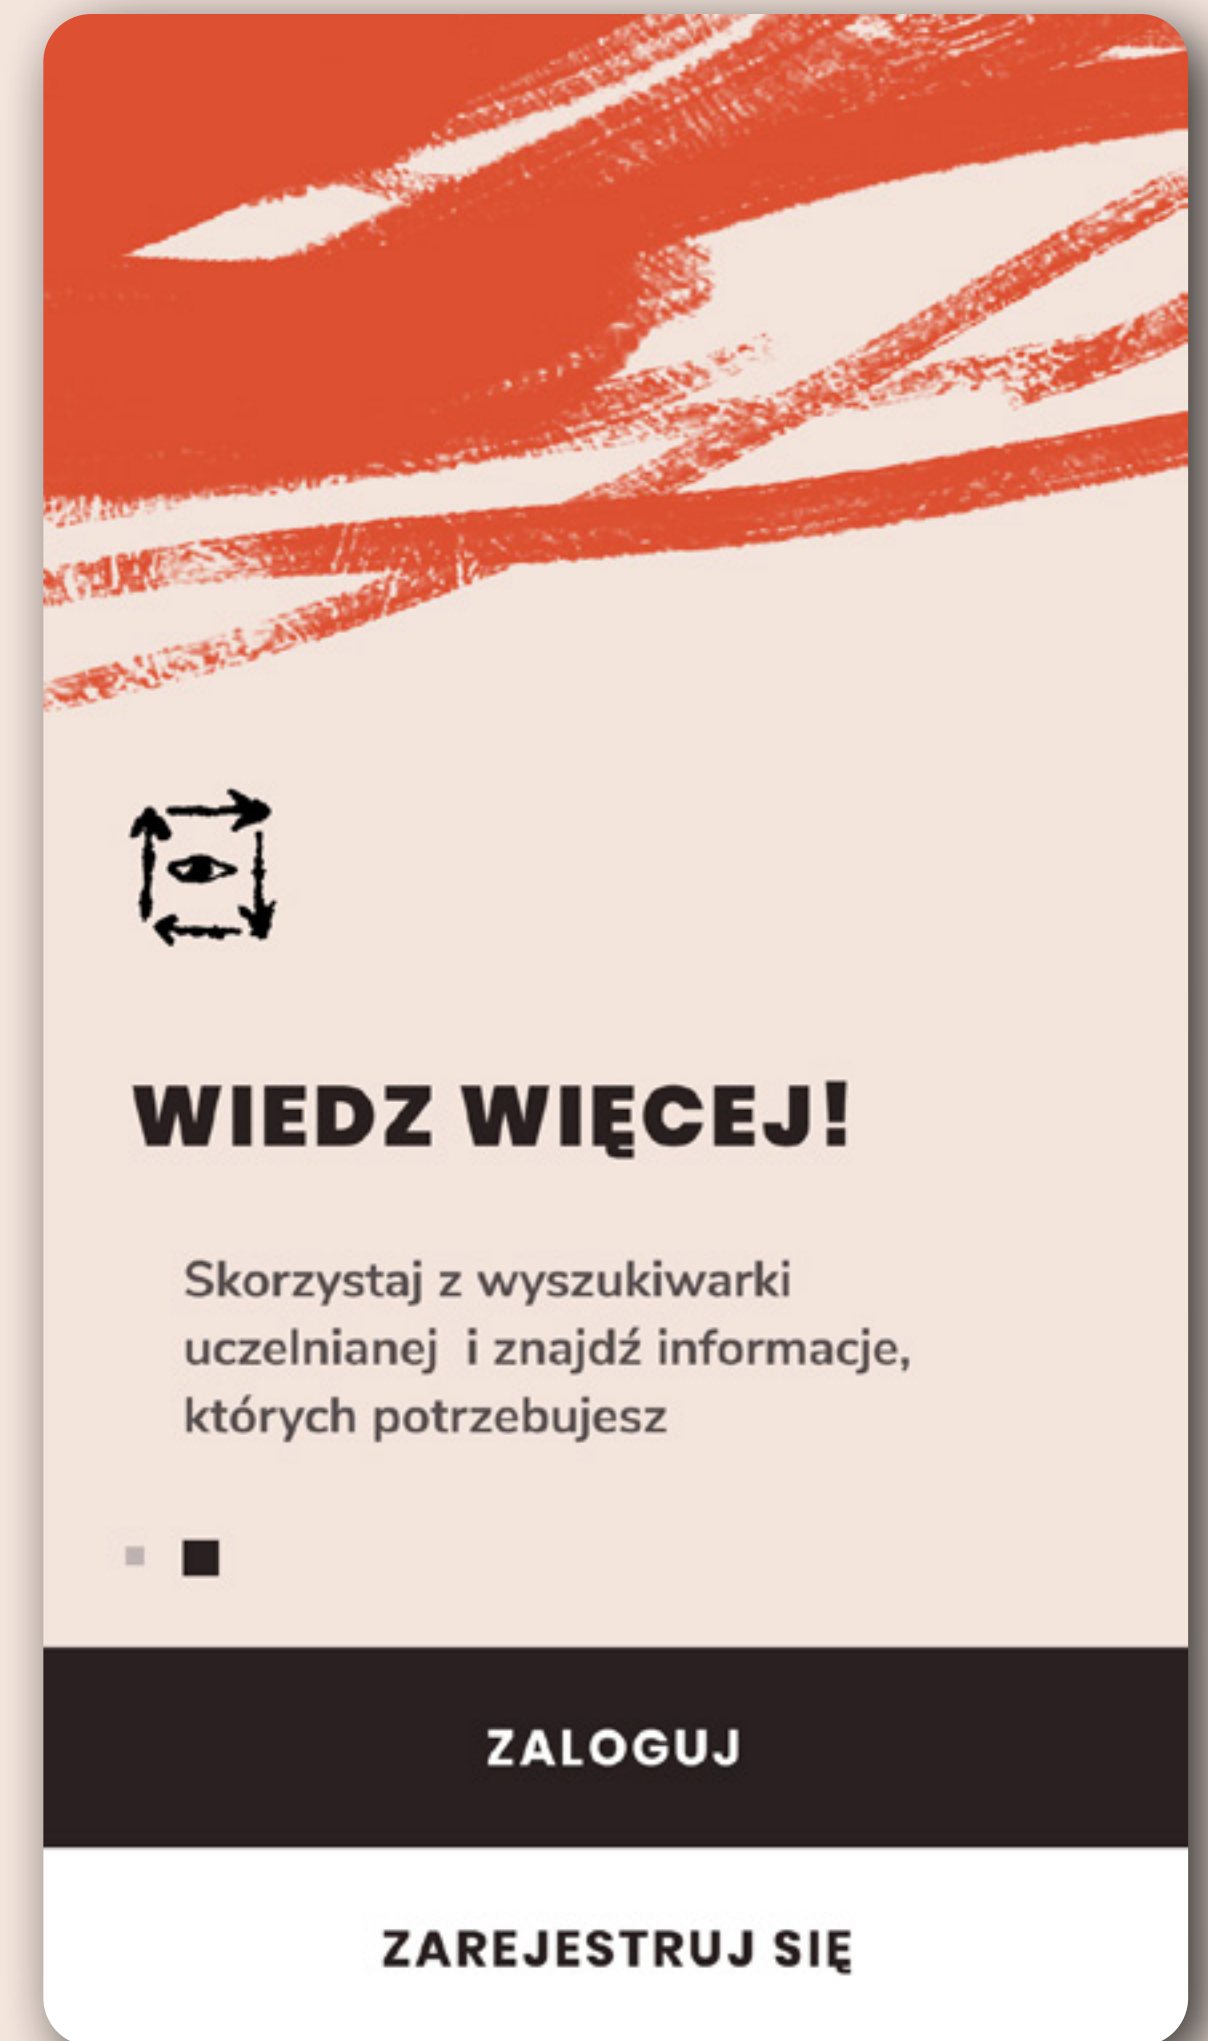 WIEDZ WIĘCEJ!
Skorzystaj z wyszukiwarki
uczelnianej  i znajdź informacje,
których potrzebujesz
ZALOGUJ
ZAREJESTRUJ SIĘ